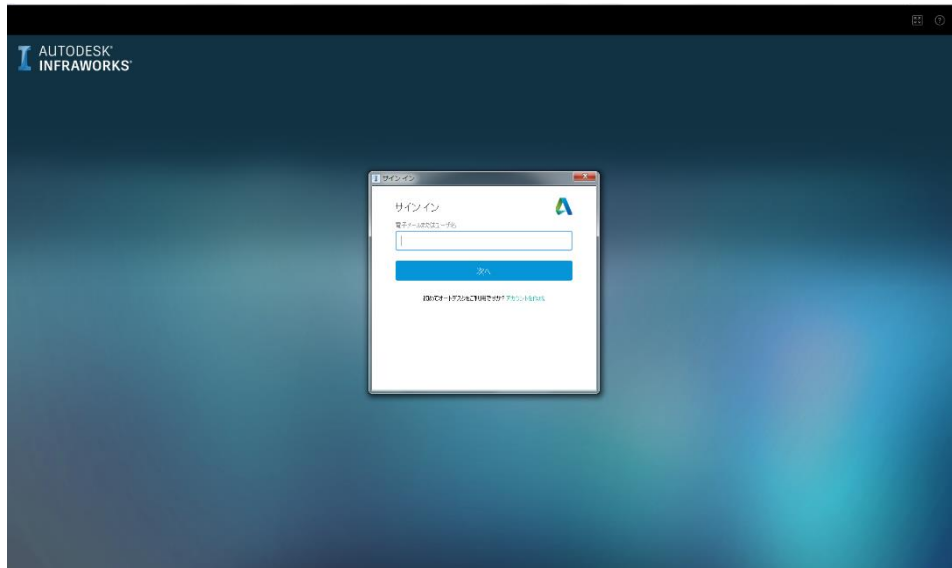 AUTODESK®
INFRAWORKS®
サイン イン
サイン イン
電子メールまたはユーザ名
次へ
初めてオートデスクをご利用ですか? アカウントを作成